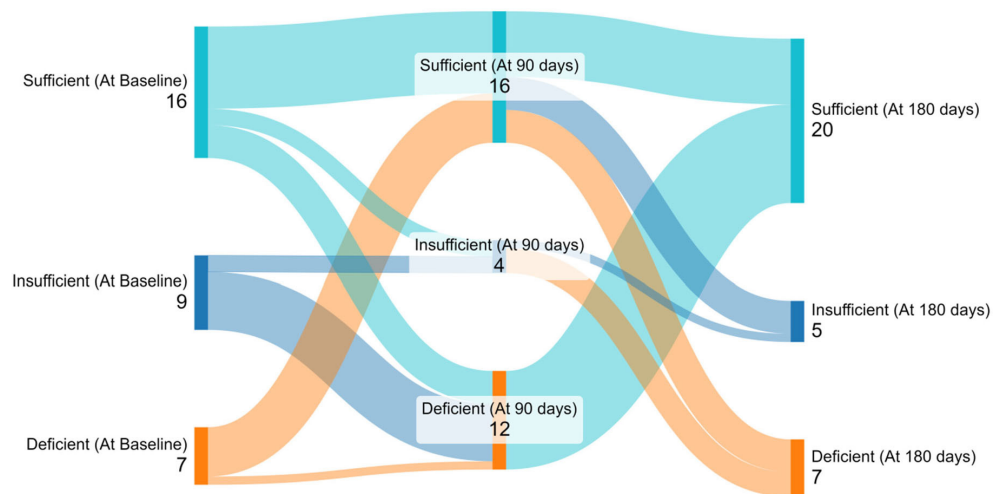 Sufficient (At Baseline)
16
Insufficient (At Baseline)
9
Deficient (At Baseline)
7
Sufficient (At 90 days)
16
Insufficient (At 90 days)
4
Deficient (At 90 days)
12
Sufficient (At 180 days)
20
Insufficient (At 180 days)
5
Deficient (At 180 days)
7